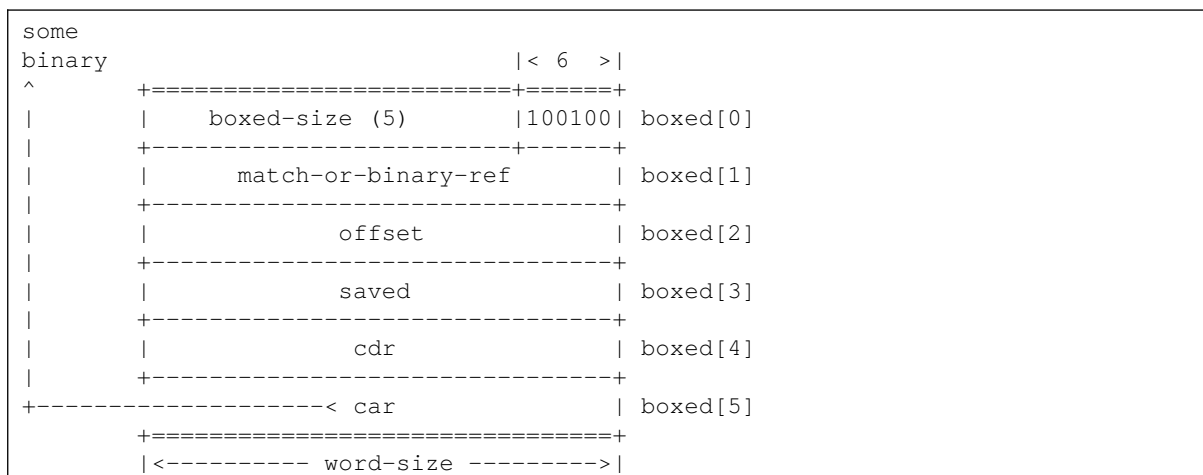 some
binary                            |< 6  >|
^       +=========================+======+
|       |    boxed-size (5)       |100100| boxed[0]
|       +-------------------------+------+
|       |      match-or-binary-ref       | boxed[1]
|       +--------------------------------+
|       |             offset             | boxed[2]
|       +--------------------------------+
|       |             saved              | boxed[3]
|       +--------------------------------+
|       |              cdr               | boxed[4]
|       +--------------------------------+
+--------------------< car               | boxed[5]
        +================================+
        |<---------- word-size --------->|